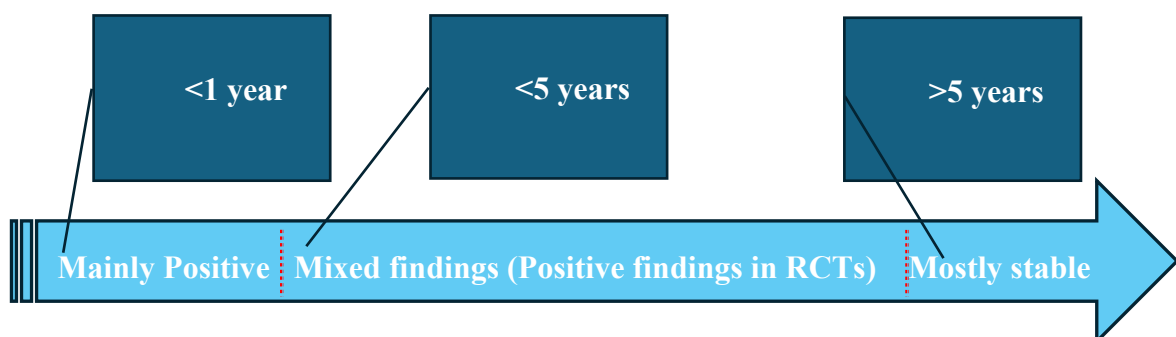 <1 year
<5 years
>5 years
Mainly Positive
Mixed findings (Positive findings in RCTs)
Mostly stable